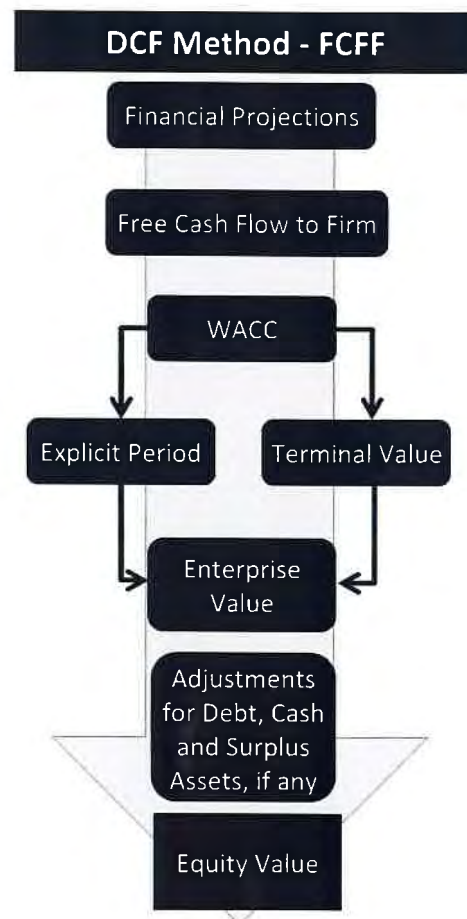 DCF Method - FCFF
Financial Projections
Free Cash Flow to Firm
WACC
Explicit Period
Terminal Value
Enterprise
Value
Adjustments
for Debt, Cash
and Surplus
Assets, if any
Equity Value